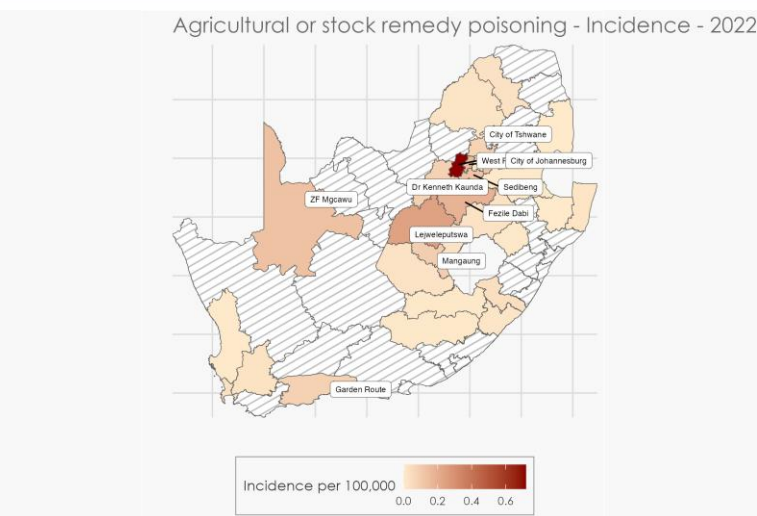 Agricultural or stock remedy poisoning - Incidence - 2022
City of Tshwane
West
City of Johannesburg
Dr Kenneth Kaunda
Sedibeng
ZF Mgcawu
Fezile Dabi
Lejweleputswa
Mangaung
Garden Route
Incidence per 100,000
0.0 0.2 0.4 0.6